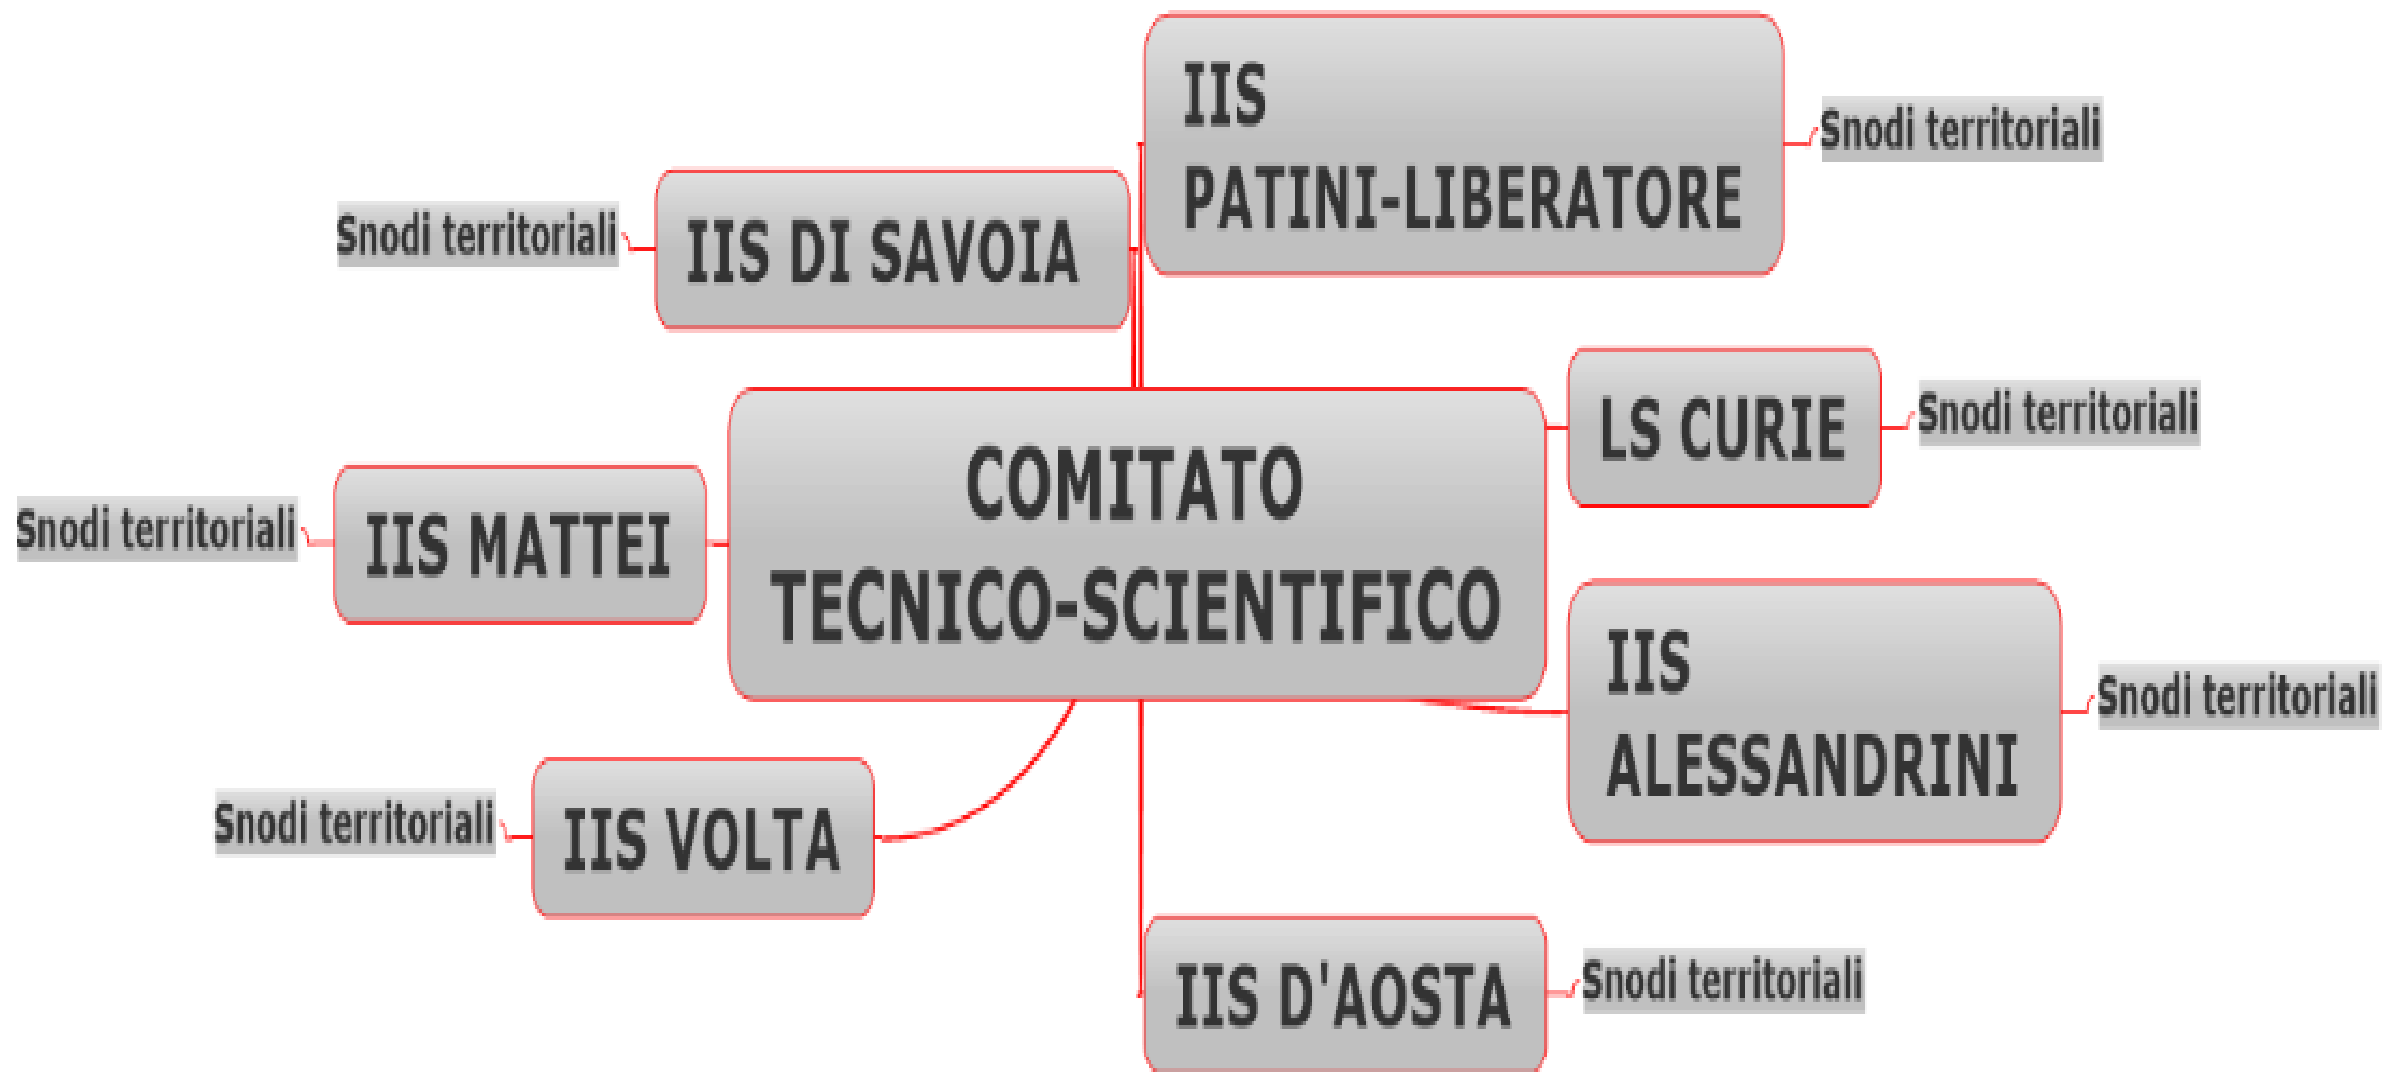 IIS
PATINI-LIBERATORE
Snodi territoriali
Snodi territoriali
IIS DI SAVOIA
LS CURIE
Snodi territoriali
COMITATO
TECNICO-SCIENTIFICO
Snodi territoriali
IIS MATTEI
IIS
ALESSANDRINI
Snodi territoriali
Snodi territoriali
IIS VOLTA
IIS D'AOSTA
Snodi territoriali